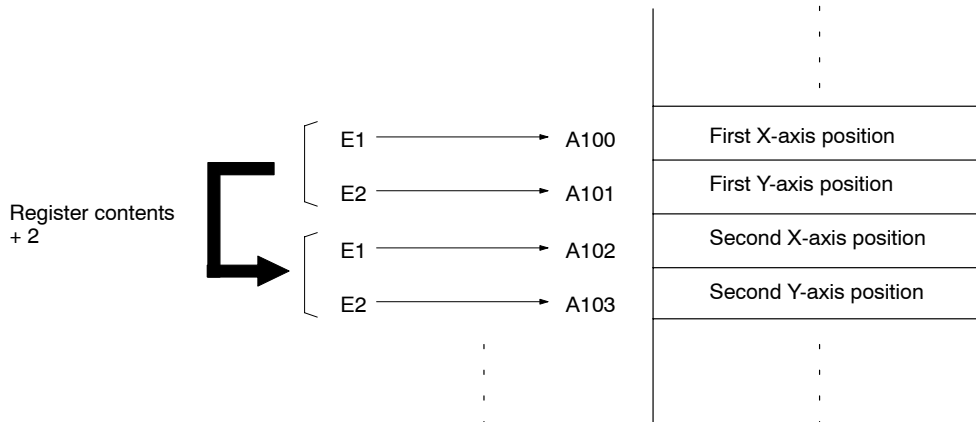 E1 A100 First X-axis position
E2 A101 First Y-axis position
Register contents
+ 2
E1 A102 Second X-axis position
E2 A103 Second Y-axis position